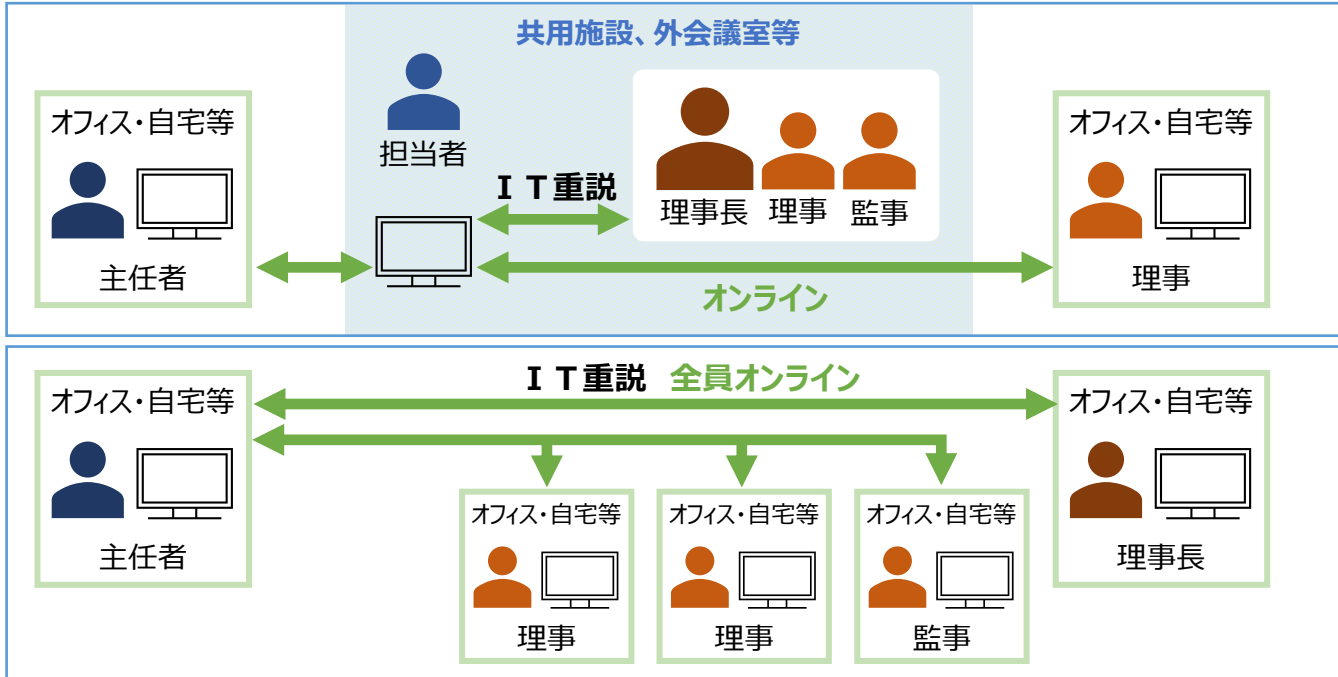 共用施設、外会議室等
オフィス・自宅等
主任者
担当者
ＩＴ重説
理事長 理事 監事
オンライン
オフィス・自宅等
理事
ＩＴ重説 全員オンライン
オフィス・自宅等
主任者
オフィス・自宅等
理事
オフィス・自宅等
理事
オフィス・自宅等
監事
オフィス・自宅等
理事長